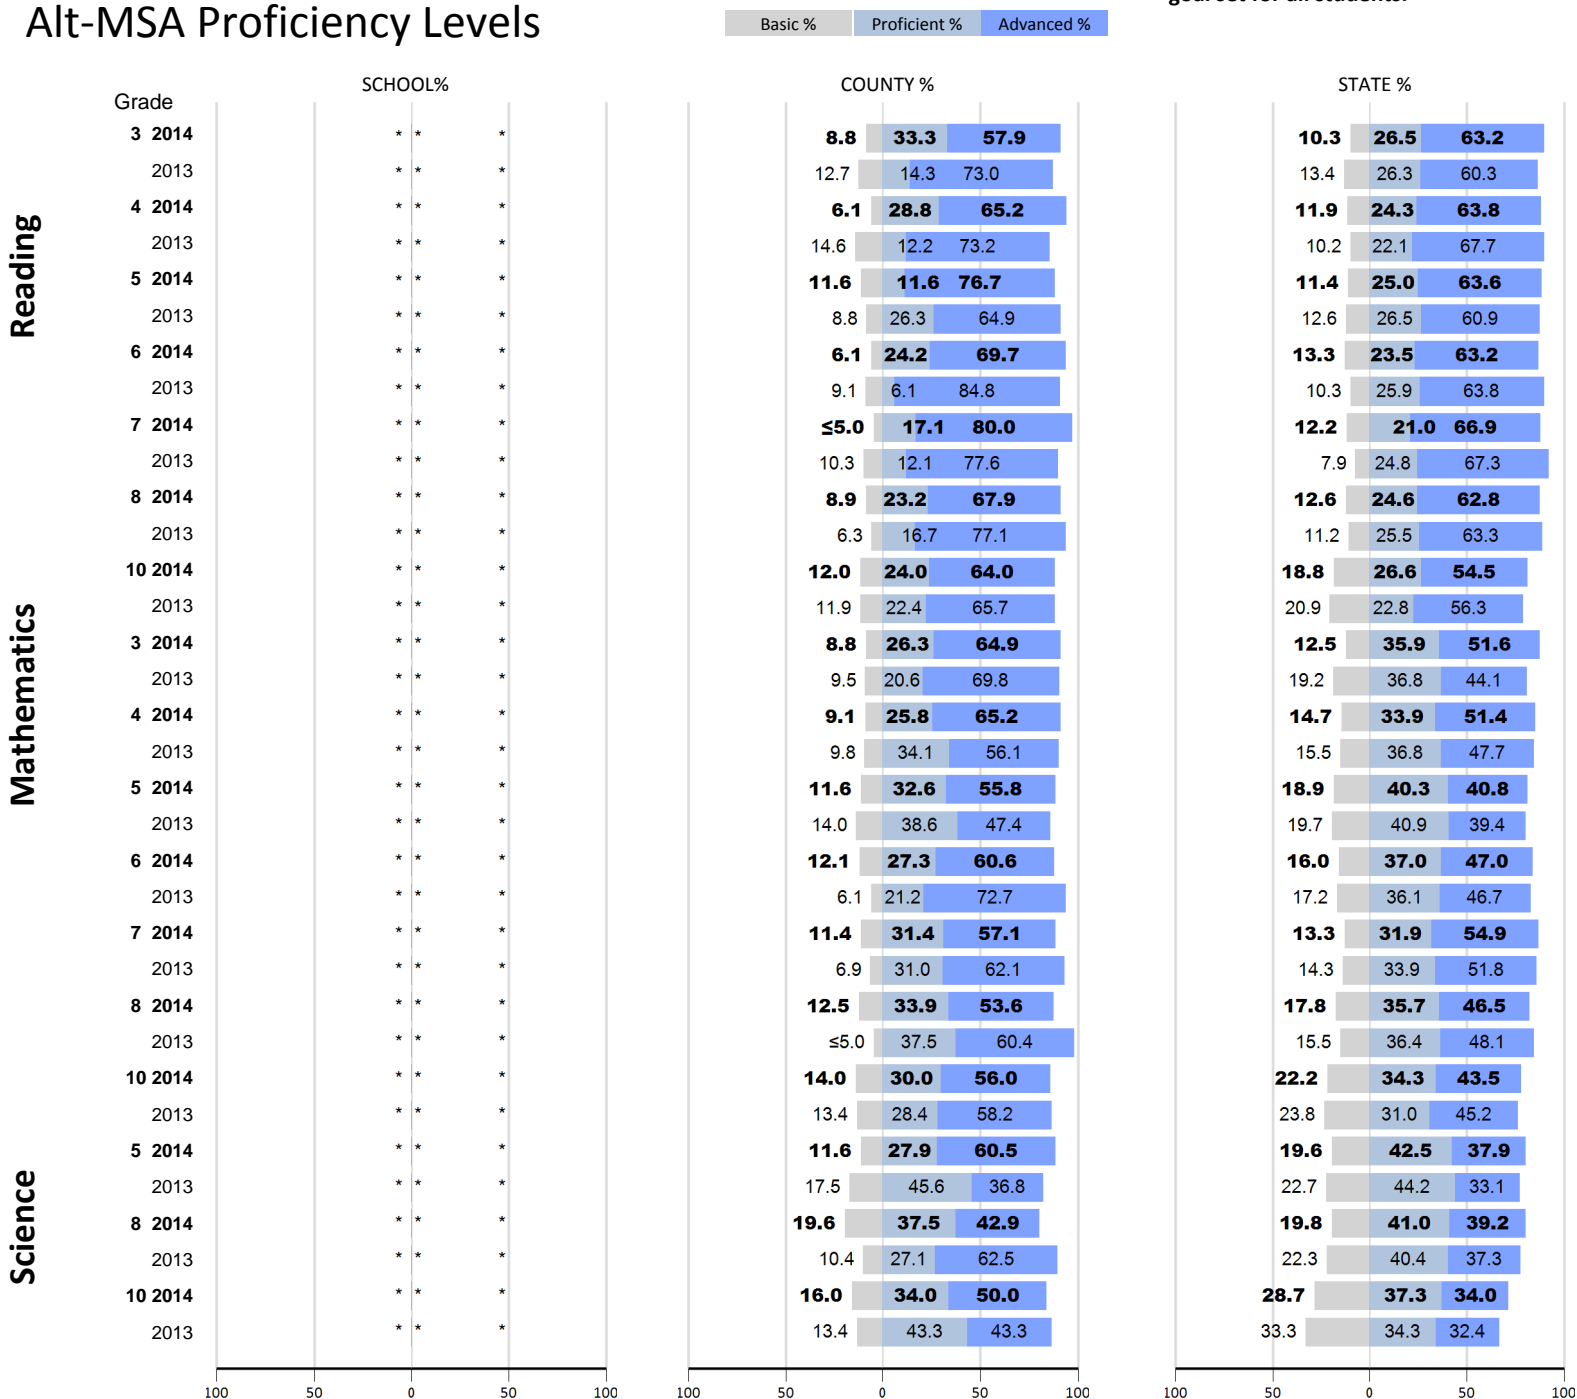 goal set for all students.
Alt-MSA Proficiency Levels
Basic % Proficient % Advanced %
SCHOOL% COUNTY % STATE %
Grade
Reading
3 2014 * * * 8.8 33.3 57.9 10.3 26.5 63.2
2013 * * * 12.7 14.3 73.0 13.4 26.3 60.3
4 2014 * * * 6.1 28.8 65.2 11.9 24.3 63.8
2013 * * * 14.6 12.2 73.2 10.2 22.1 67.7
5 2014 * * * 11.6 11.6 76.7 11.4 25.0 63.6
2013 * * * 8.8 26.3 64.9 12.6 26.5 60.9
6 2014 * * * 6.1 24.2 69.7 13.3 23.5 63.2
2013 * * * 9.1 6.1 84.8 10.3 25.9 63.8
7 2014 * * * ≤5.0 17.1 80.0 12.2 21.0 66.9
2013 * * * 10.3 12.1 77.6 7.9 24.8 67.3
8 2014 * * * 8.9 23.2 67.9 12.6 24.6 62.8
2013 * * * 6.3 16.7 77.1 11.2 25.5 63.3
10 2014 * * * 12.0 24.0 64.0 18.8 26.6 54.5
2013 * * * 11.9 22.4 65.7 20.9 22.8 56.3
Mathematics
3 2014 * * * 8.8 26.3 64.9 12.5 35.9 51.6
2013 * * * 9.5 20.6 69.8 19.2 36.8 44.1
4 2014 * * * 9.1 25.8 65.2 14.7 33.9 51.4
2013 * * * 9.8 34.1 56.1 15.5 36.8 47.7
5 2014 * * * 11.6 32.6 55.8 18.9 40.3 40.8
2013 * * * 14.0 38.6 47.4 19.7 40.9 39.4
6 2014 * * * 12.1 27.3 60.6 16.0 37.0 47.0
2013 * * * 6.1 21.2 72.7 17.2 36.1 46.7
7 2014 * * * 11.4 31.4 57.1 13.3 31.9 54.9
2013 * * * 6.9 31.0 62.1 14.3 33.9 51.8
8 2014 * * * 12.5 33.9 53.6 17.8 35.7 46.5
2013 * * * ≤5.0 37.5 60.4 15.5 36.4 48.1
10 2014 * * * 14.0 30.0 56.0 22.2 34.3 43.5
2013 * * * 13.4 28.4 58.2 23.8 31.0 45.2
Science
5 2014 * * * 11.6 27.9 60.5 19.6 42.5 37.9
2013 * * * 17.5 45.6 36.8 22.7 44.2 33.1
8 2014 * * * 19.6 37.5 42.9 19.8 41.0 39.2
2013 * * * 10.4 27.1 62.5 22.3 40.4 37.3
10 2014 * * * 16.0 34.0 50.0 28.7 37.3 34.0
2013 * * * 13.4 43.3 43.3 33.3 34.3 32.4
100 50 0 50 100 100 50 0 50 100 100 50 0 50 100